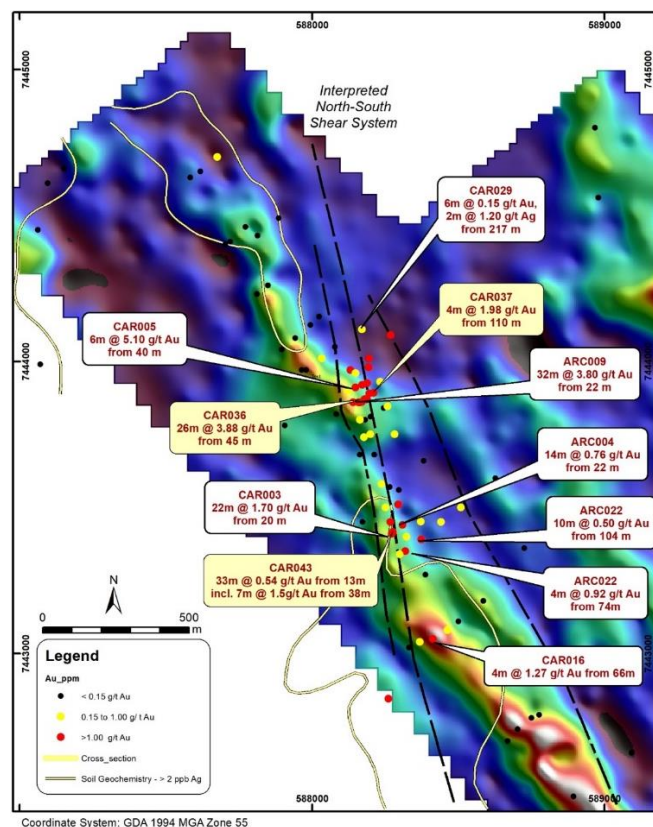 588000
589000
7445000
7444000
7443000
Interpreted
North-South
Shear System
CAR029
6m @ 0.15 g/t Au,
2m @ 1.20 g/t Ag
from 217 m
CAR037
4m @ 1.98 g/t Au
from 110 m
CAR005
6m @ 5.10 g/t Au
from 40 m
ARC009
32m @ 3.80 g/t Au
from 22 m
CAR036
26m @ 3.88 g/t Au
from 45 m
ARC004
14m @ 0.76 g/t Au
from 22 m
CAR003
22m @ 1.70 g/t Au
from 20 m
ARC022
10m @ 0.50 g/t Au
from 104 m
CAR043
33m @ 0.54 g/t Au from 13m
incl. 7m @ 1.5g/t Au from 38m
ARC022
4m @ 0.92 g/t Au
from 74m
CAR016
4m @ 1.27 g/t Au from 66m
N
0 500
m
Legend
Au_ppm
< 0.15 g/t Au
0.15 to 1.00 g/ t Au
>1.00 g/t Au
Cross_section
Soil Geochemistry - > 2 ppb Ag
7445000
7444000
7443000
588000
589000
Coordinate System: GDA 1994 MGA Zone 55